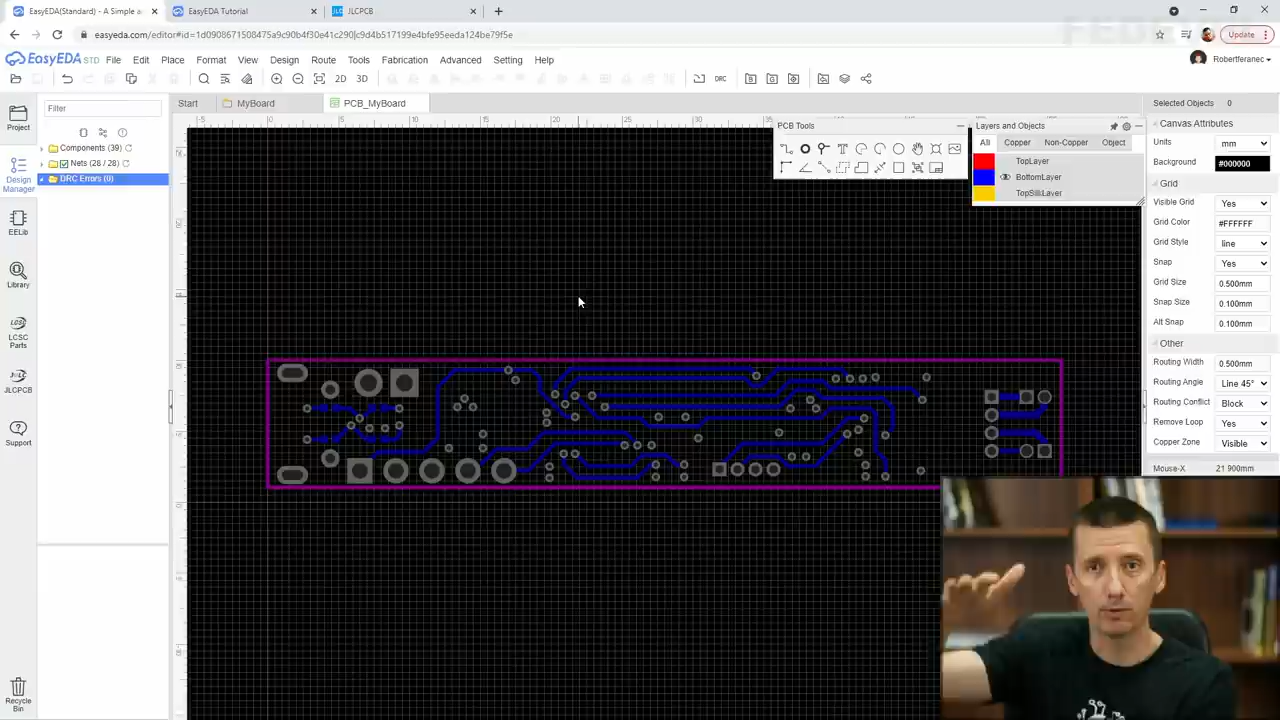 EasyEDA(Standard) - A Simple a
EasyEDA Tutorial
JLCPCB
easyeda.com/editor#id=1d0908671508475a9c90b4f30e41c290|c9d4b517199e4bfe95eeda124be79f5e
Update
EasyEDA STD
File Edit Place Format View Design Route Tools Fabrication Advanced Setting Help
Robertferanec
2D 3D
DRC
Project
Design Manager
EELib
Library
LCSC Parts
JLCPCB
Support
Recycle Bin
Filter
Components (39)
Nets (28 / 28)
DRC Errors (0)
Start MyBoard PCB_MyBoard
PCB Tools
Layers and Objects
All Copper Non-Copper Object
TopLayer
BottomLayer
TopSilkLayer
Selected Objects 0
Canvas Attributes
Units mm
Background #000000
Grid
Visible Grid Yes
Grid Color #FFFFFF
Grid Style line
Snap Yes
Grid Size 0.500mm
Snap Size 0.100mm
Alt Snap 0.100mm
Other
Routing Width 0.500mm
Routing Angle Line 45°
Routing Conflict Block
Remove Loop Yes
Copper Zone Visible
Mouse-X 21.900mm